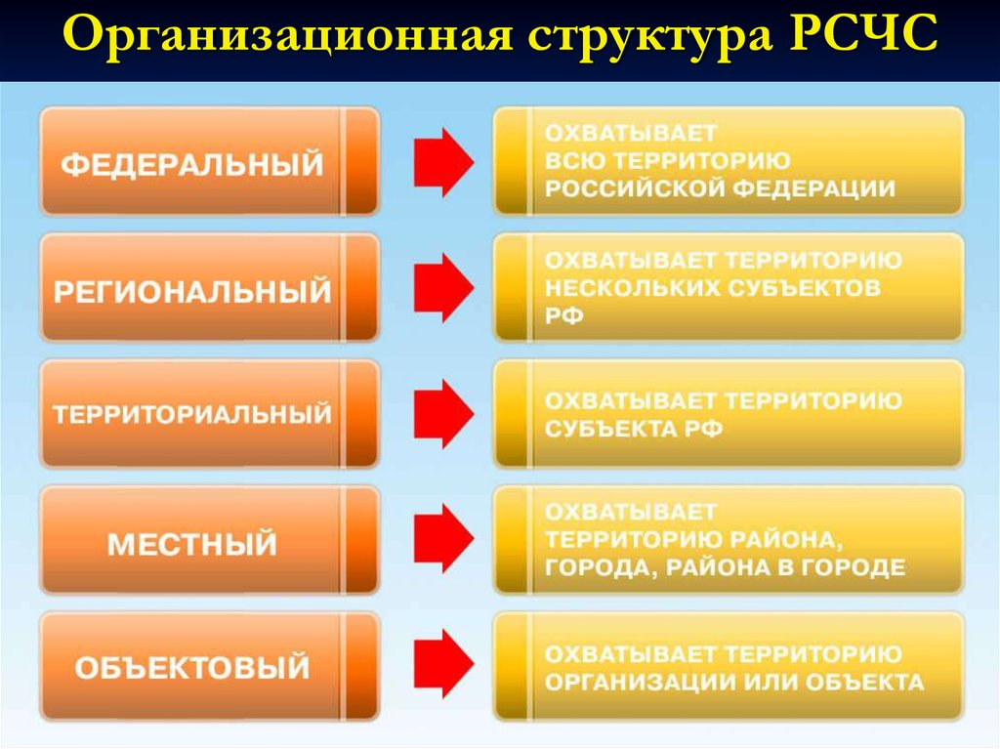 Организационная структура РСЧС
ФЕДЕРАЛЬНЫЙ
ОХВАТЫВАЕТ
ВСЮ ТЕРРИТОРИЮ
РОССИЙСКОЙ ФЕДЕРАЦИИ
РЕГИОНАЛЬНЫЙ
ОХВАТЫВАЕТ ТЕРРИТОРИЮ
НЕСКОЛЬКИХ СУБЪЕКТОВ
РФ
ТЕРРИТОРИАЛЬНЫЙ
ОХВАТЫВАЕТ ТЕРРИТОРИЮ
СУБЪЕКТА РФ
МЕСТНЫЙ
ОХВАТЫВАЕТ
ТЕРРИТОРИЮ РАЙОНА,
ГОРОДА, РАЙОНА В ГОРОДЕ
ОБЪЕКТОВЫЙ
ОХВАТЫВАЕТ ТЕРРИТОРИЮ
ОРГАНИЗАЦИИ ИЛИ ОБЪЕКТА